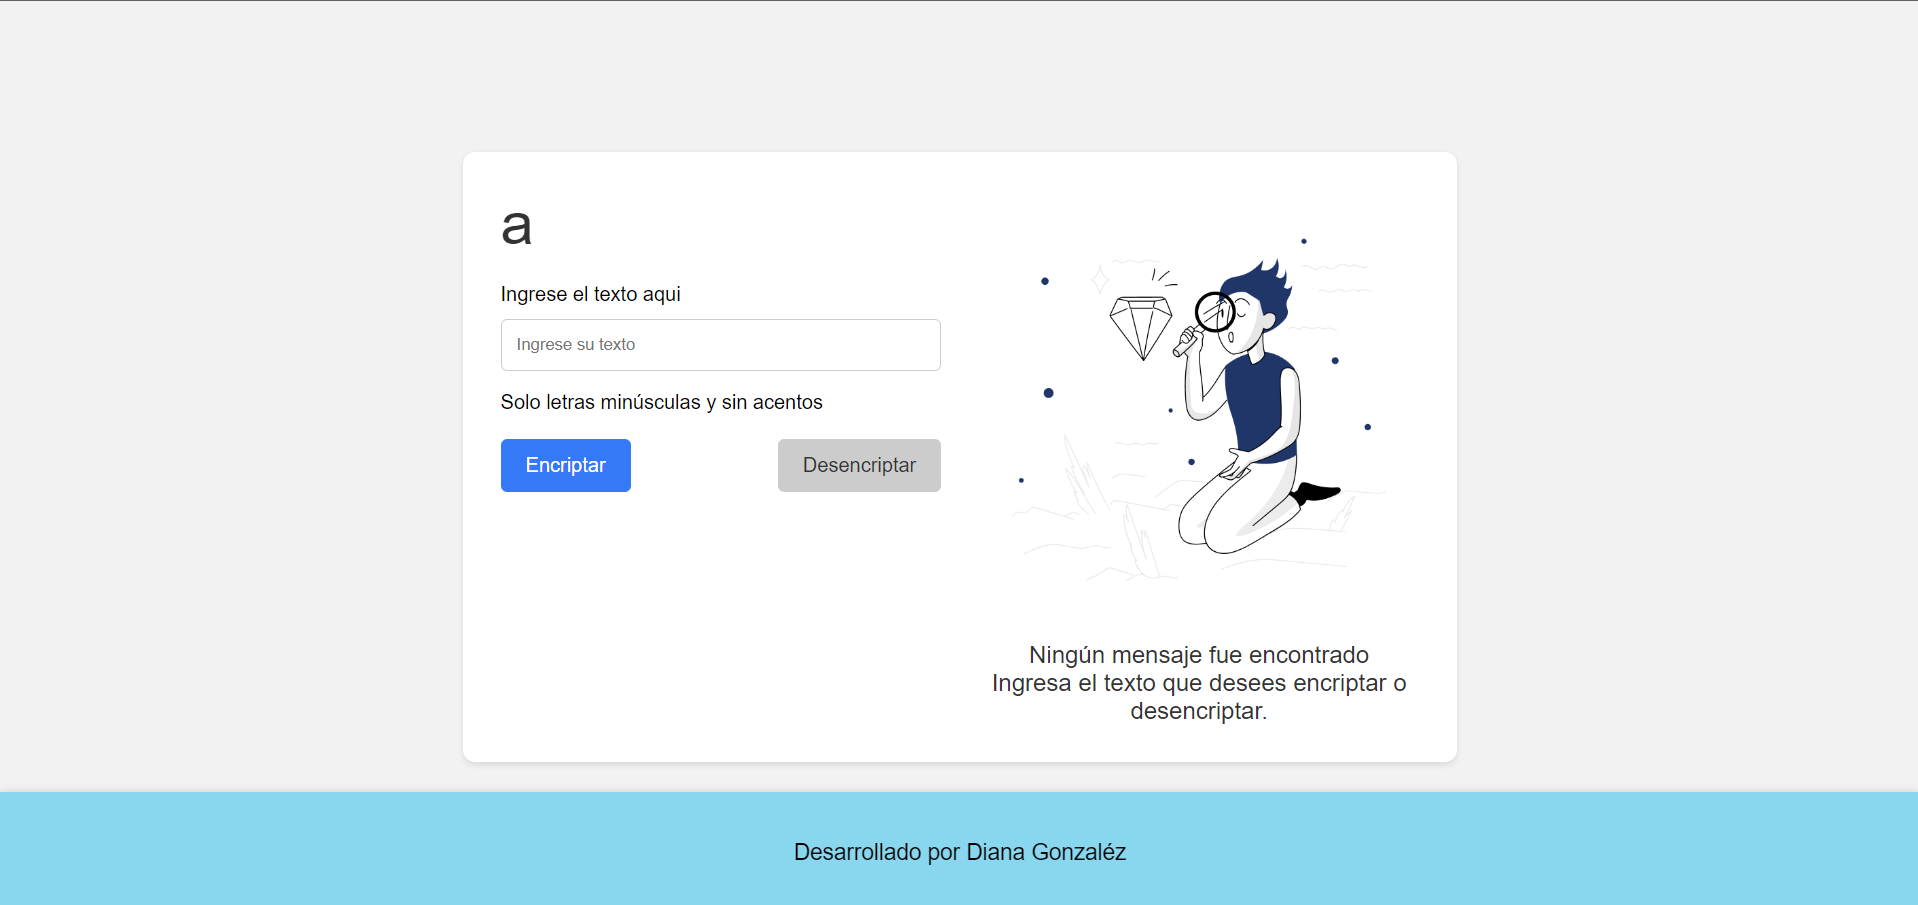 a
Ingrese el texto aqui
Ingrese su texto
Solo letras minúsculas y sin acentos
Encriptar
Desencriptar
Ningún mensaje fue encontrado
Ingresa el texto que desees encriptar o
desencriptar.
Desarrollado por Diana Gonzaléz